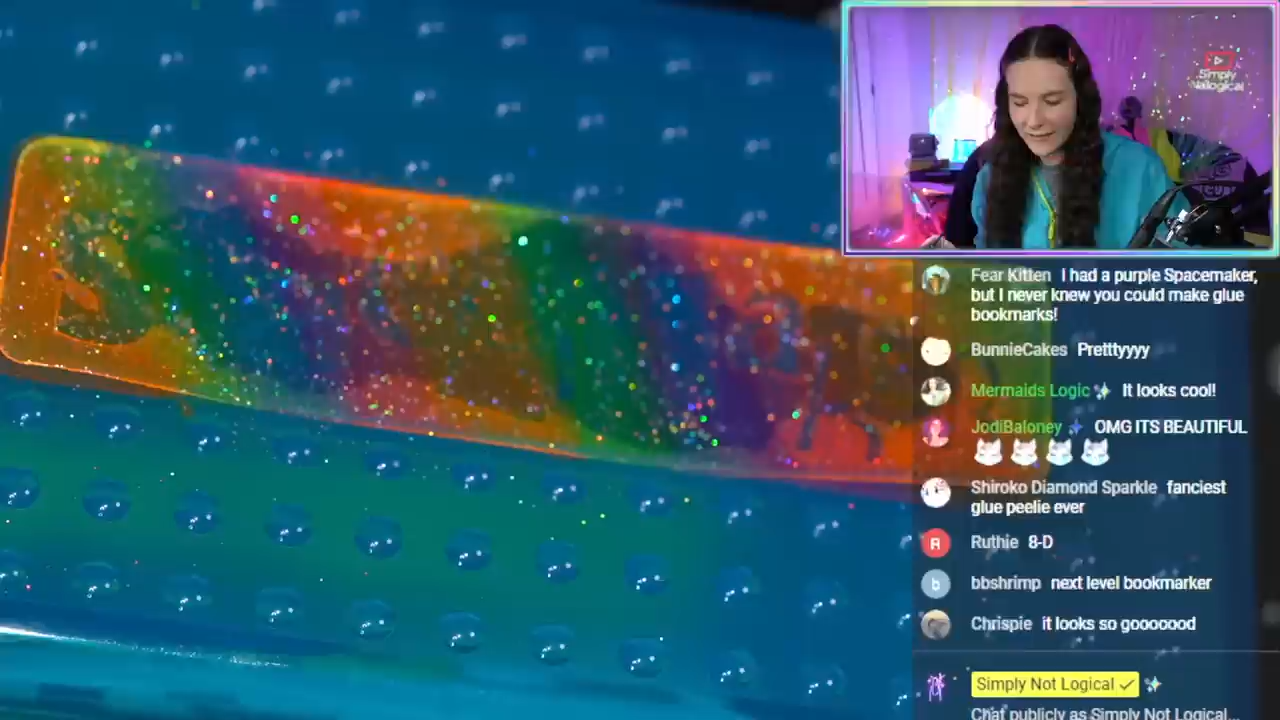 Simply
Nailogical
Fear Kitten I had a purple Spacemaker,
but I never knew you could make glue
bookmarks!
BunnieCakes Pretttyyyy
Mermaids Logic It looks cool!
JodiBaloney OMG ITS BEAUTIFUL
Shiroko Diamond Sparkle fanciest
glue peelie ever
R Ruthie 8-D
b bbshrimp next level bookmarker
Chrispie it looks so gooooood
Simply Not Logical
Chat publicly as Simply Not Logical...